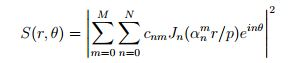 S(r, θ) = |∑_{m=0}^{M} ∑_{n=0}^{N} c_{nm} J_n(α_n^m r/p) e^{inθ}|^2